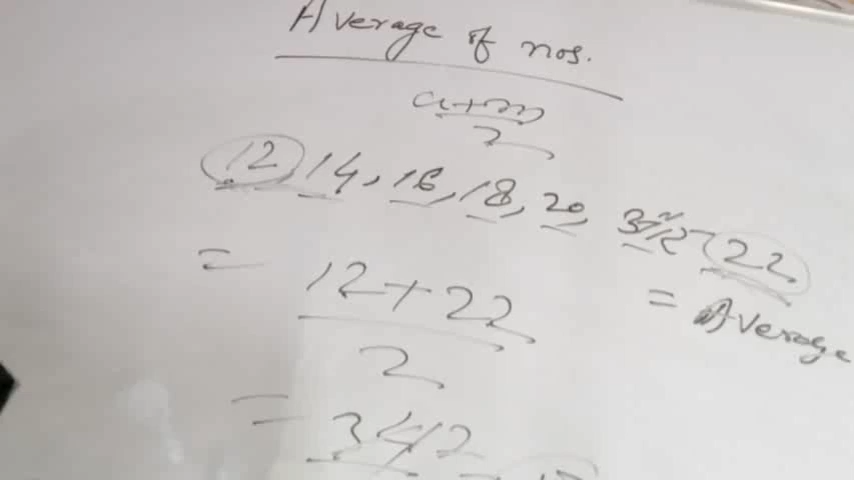 Average of nos.
a+m
2
12 14, 16, 18, 20, 22
= 12+22 = Average
2
= 34/2